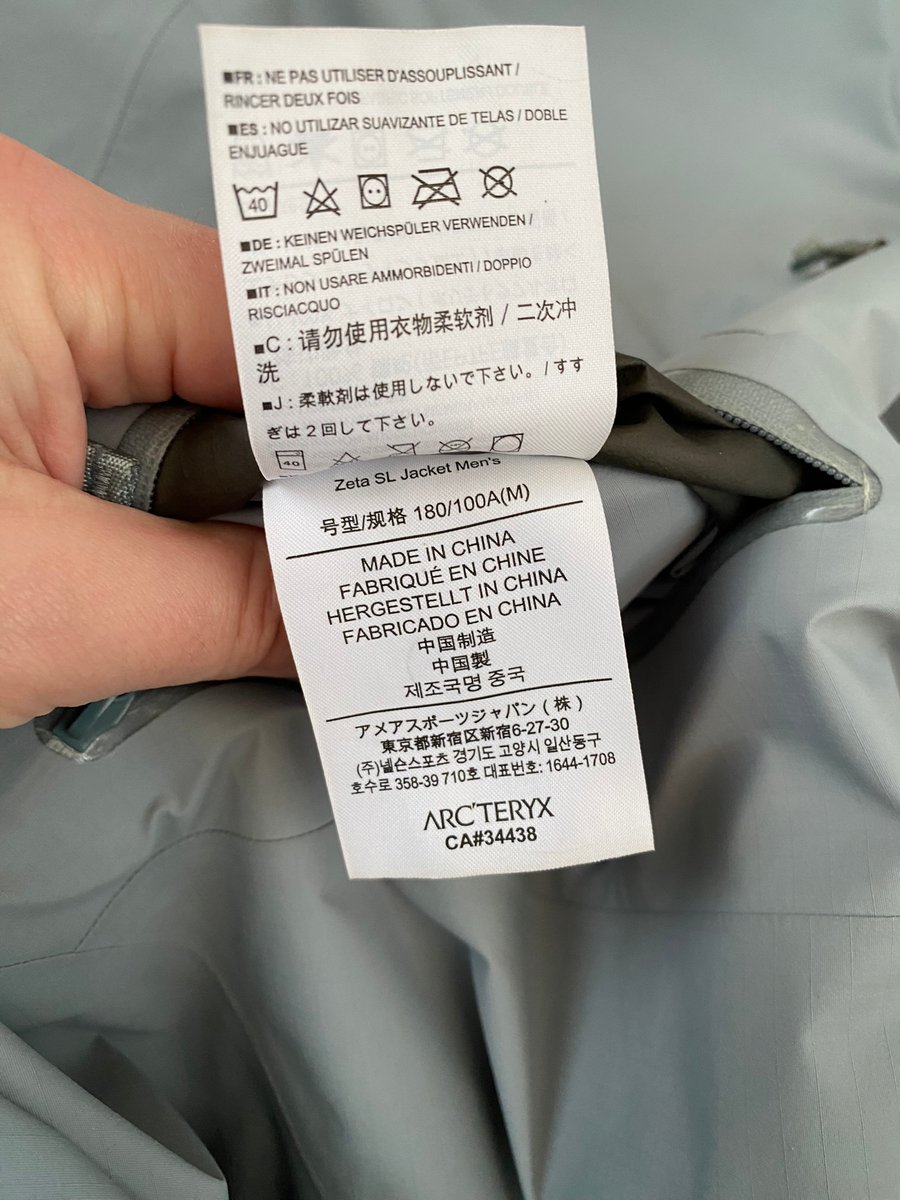 ■FR : NE PAS UTILISER D'ASSOUPLISSANT /
RINCER DEUX FOIS
■ES : NO UTILIZAR SUAVIZANTE DE TELAS / DOBLE
ENJUAGUE
40
■DE : KEINEN WEICHSPÜLER VERWENDEN /
ZWEIMAL SPÜLEN
■IT : NON USARE AMMORBIDENTI / DOPPIO
RISCIACQUO
■C : 请勿使用衣物柔软剂 / 二次冲
洗
■J : 柔軟剤は使用しないで下さい。/ すす
ぎは2回して下さい。
40
Zeta SL Jacket Men's
号型/规格 180/100A(M)
MADE IN CHINA
FABRIQUÉ EN CHINE
HERGESTELLT IN CHINA
FABRICADO EN CHINA
中国制造
中国製
제조국명 중국
アメアスポーツジャパン ( 株 )
東京都新宿区新宿6-27-30
(주)넬슨스포츠 경기도 고양시 일산동구
호수로 358-39 710호 대표번호: 1644-1708
ARC'TERYX
CA#34438